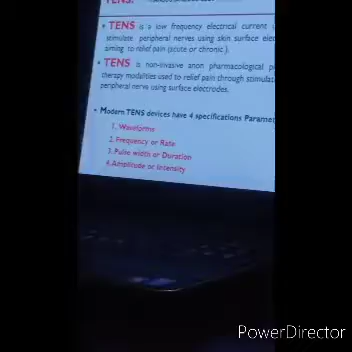 TENS:
• TENS is a low frequency electrical current
stimulate peripheral nerves using skin surface
aiming to relief pain (acute or chronic).
• TENS is non-invasive anon pharmacological
therapy modalities used to relief pain through
peripheral nerve using surface electrodes.
• Modern TENS devices have 4 specifications
1. Waveforms
2. Frequency or Rate
3. Pulse width or Duration
4. Amplitude or Intensity
PowerDirector